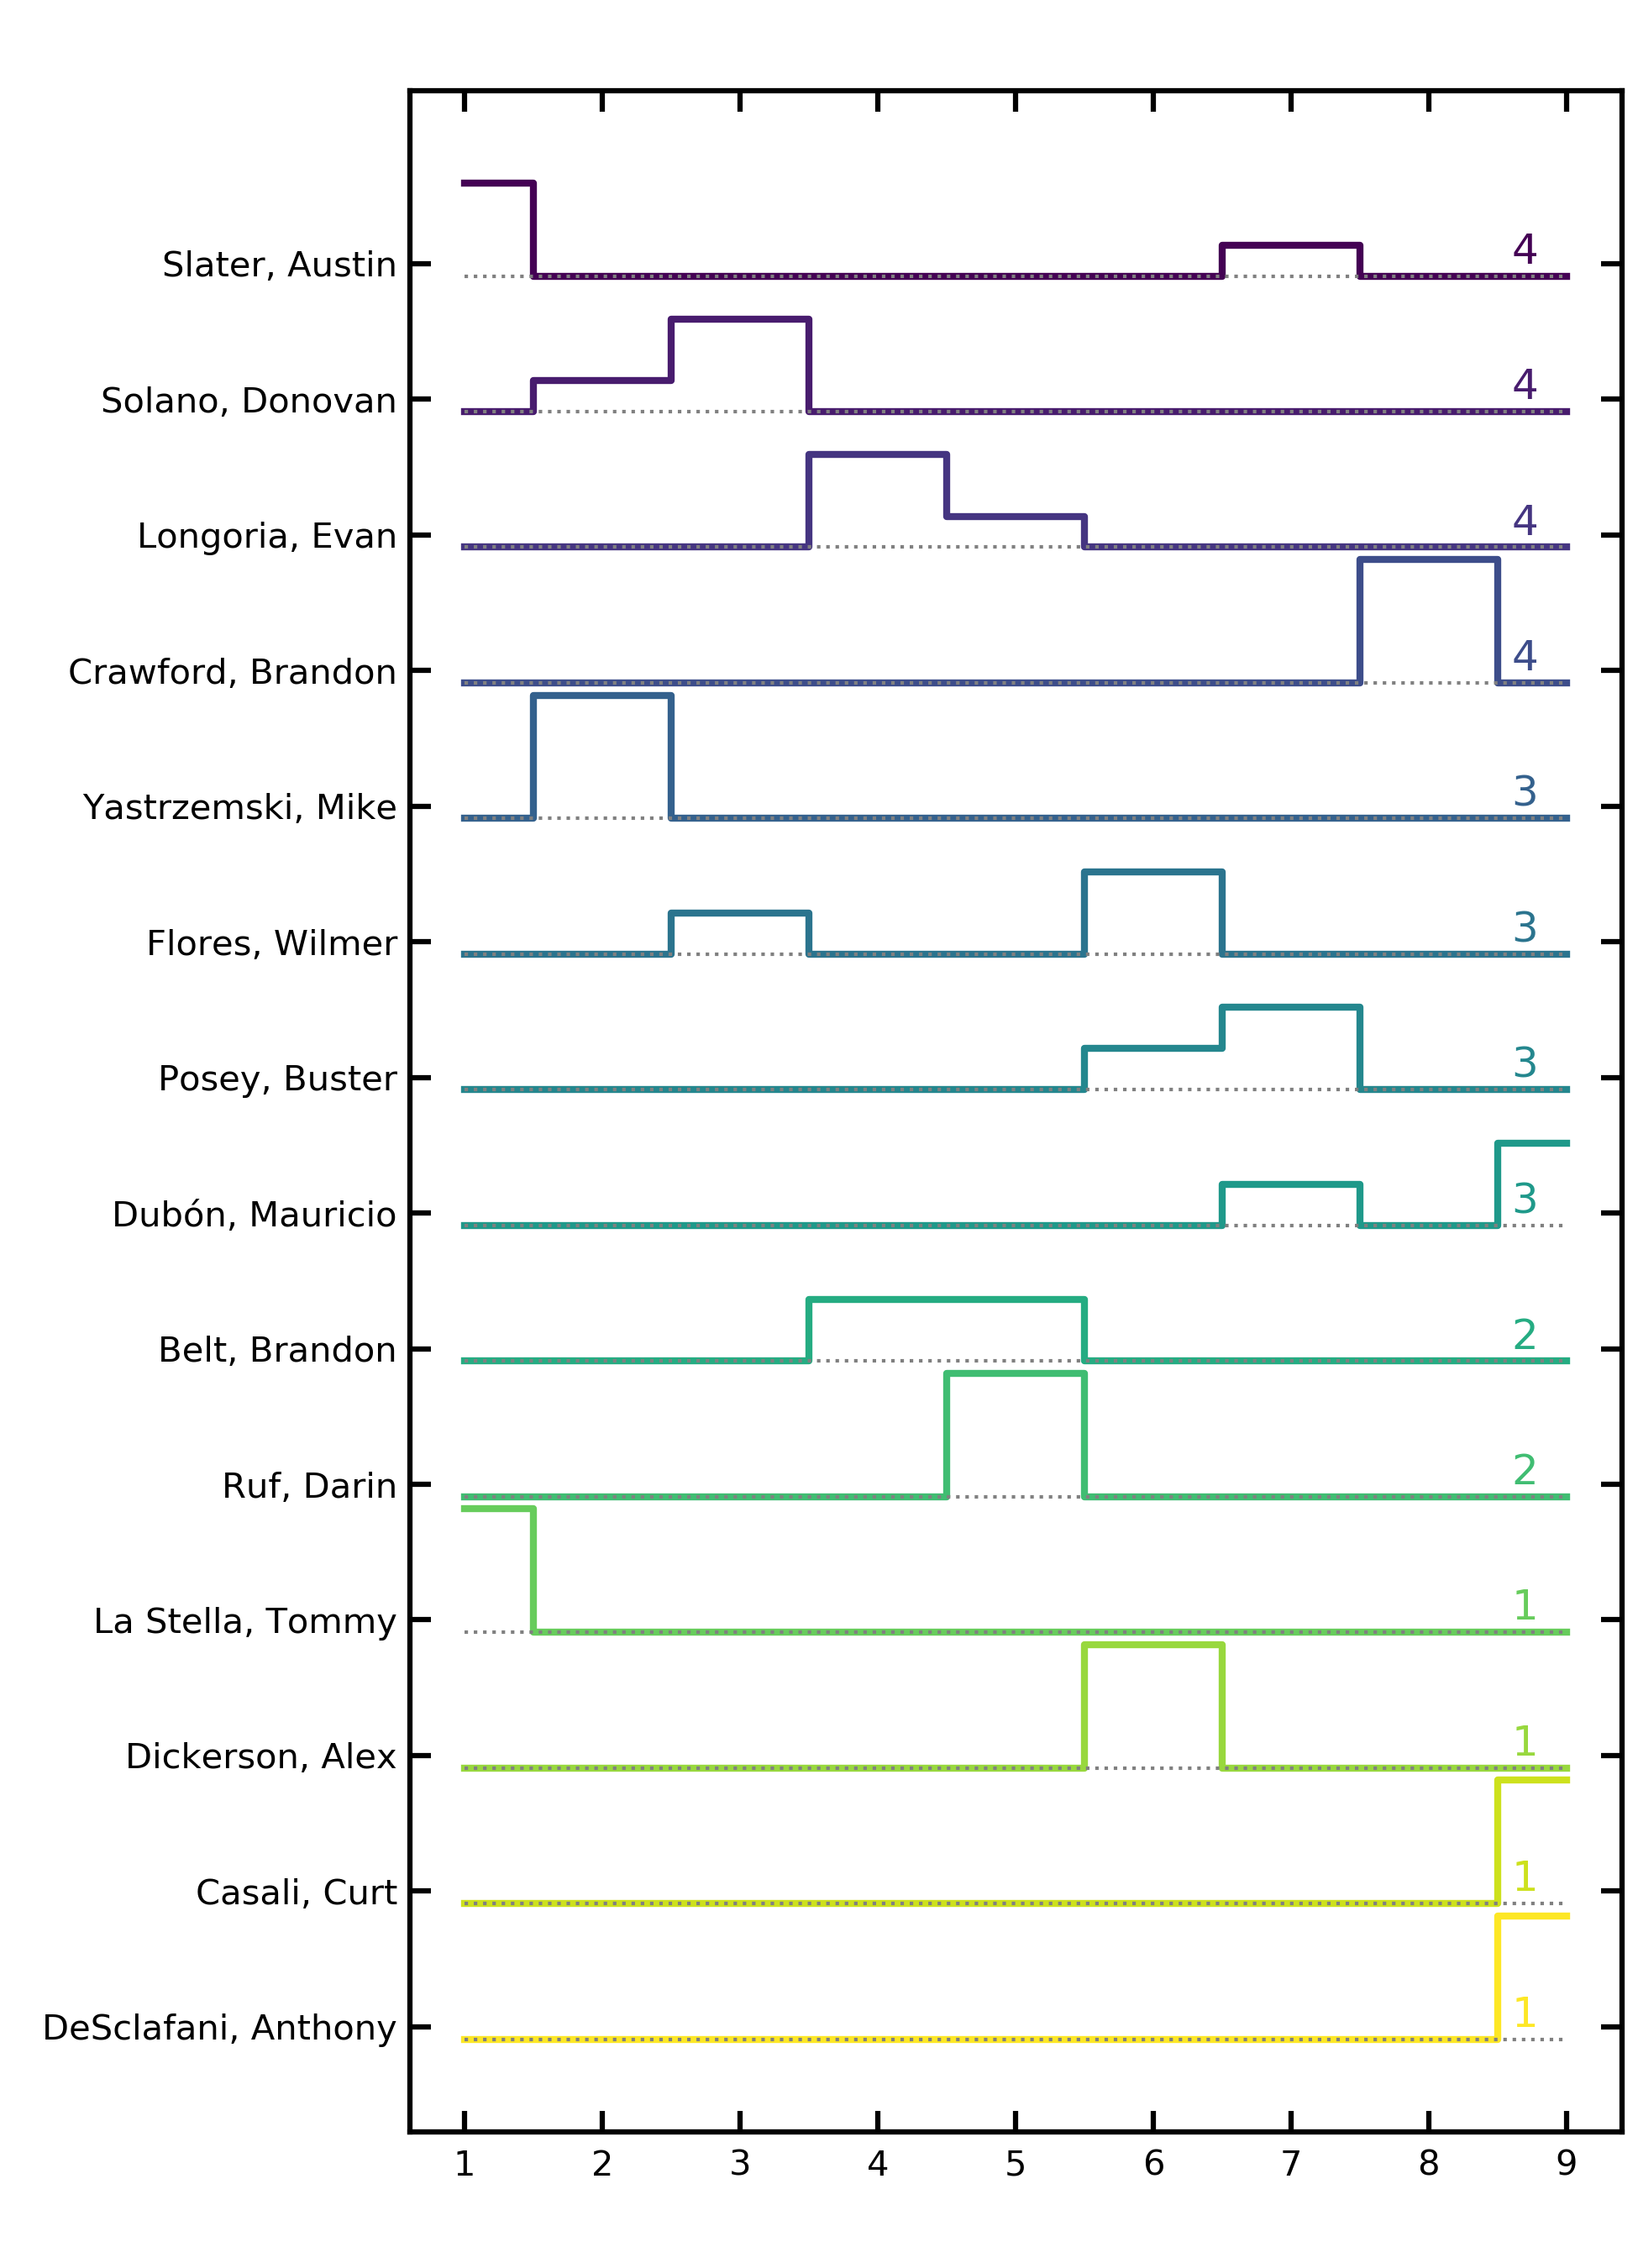 Slater, Austin 4
Solano, Donovan 4
Longoria, Evan 4
Crawford, Brandon 4
Yastrzemski, Mike 3
Flores, Wilmer 3
Posey, Buster 3
Dubón, Mauricio 3
Belt, Brandon 2
Ruf, Darin 2
La Stella, Tommy 1
Dickerson, Alex 1
Casali, Curt 1
DeSclafani, Anthony 1
1 2 3 4 5 6 7 8 9